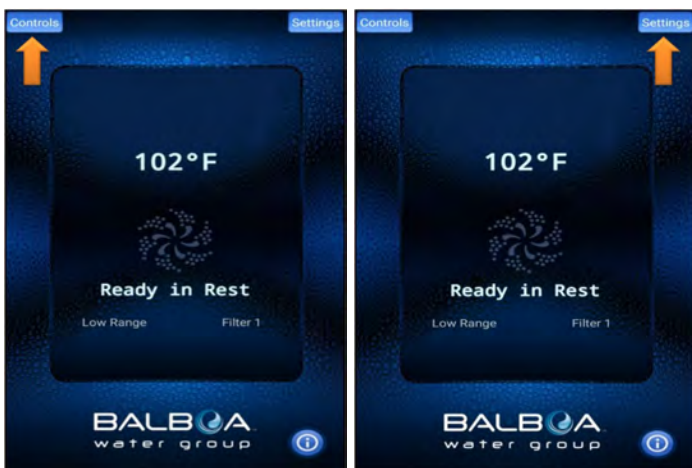 Controls Settings
102°F
Ready in Rest
Low Range Filter 1
BALBOA
water group
Controls Settings
102°F
Ready in Rest
Low Range Filter 1
BALBOA
water group